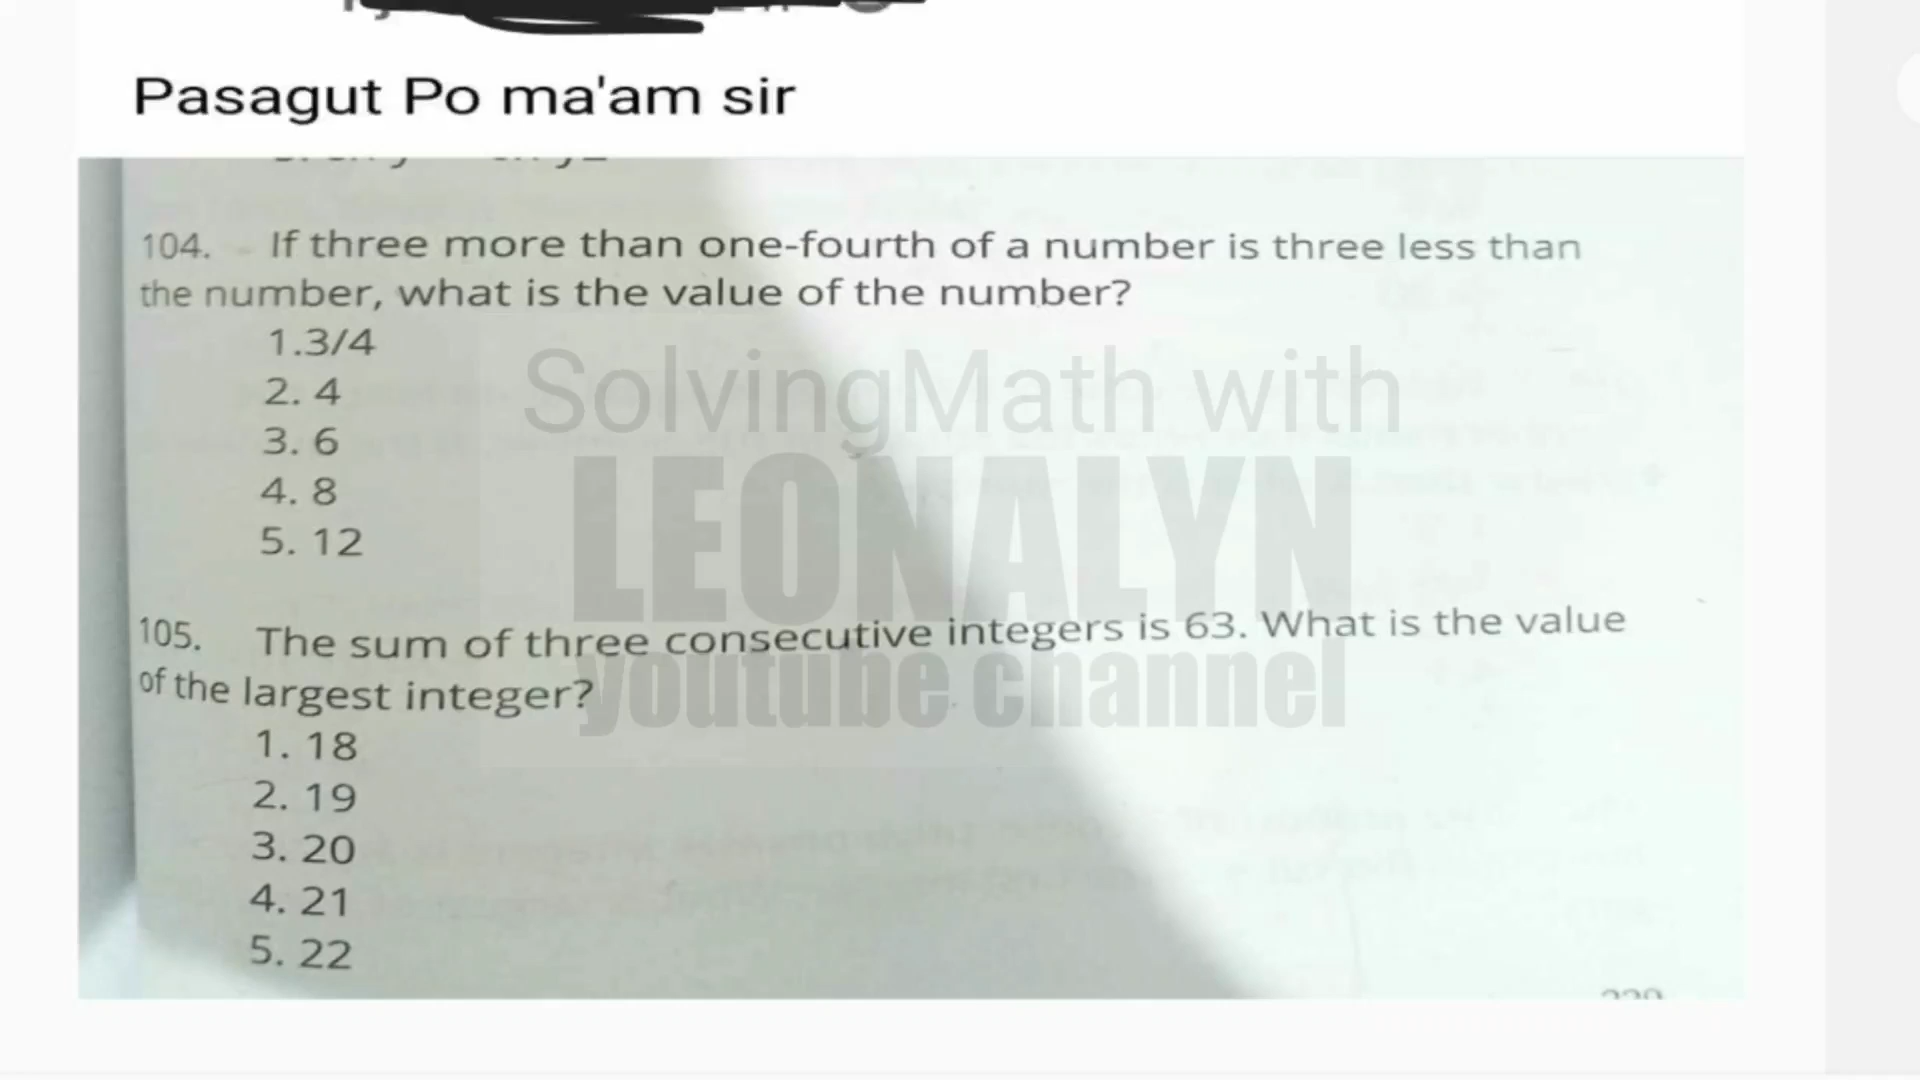 Pasagut Po ma'am sir
104. If three more than one-fourth of a number is three less than
the number, what is the value of the number?
1.3/4
2. 4
3. 6
4. 8
5. 12
SolvingMath with
LEONALYN
youtube channel
105. The sum of three consecutive integers is 63. What is the value
of the largest integer?
1. 18
2. 19
3. 20
4. 21
5. 22